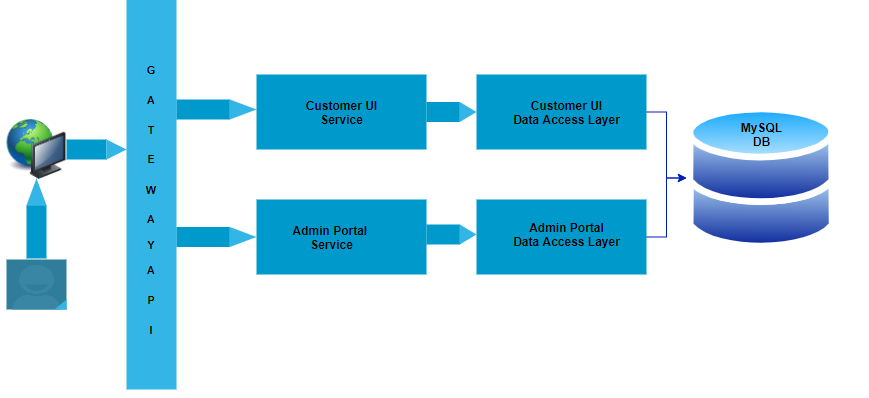 G
A
T
E
W
A
Y
A
P
I
Customer UI
Service
Customer UI
Data Access Layer
Admin Portal
Service
Admin Portal
Data Access Layer
MySQL
DB